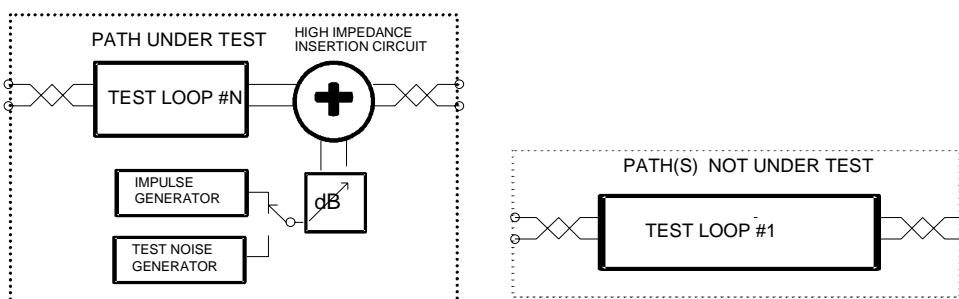 PATH UNDER TEST
HIGH IMPEDANCE
INSERTION CIRCUIT
TEST LOOP #N
IMPULSE
GENERATOR
dB
TEST NOISE
GENERATOR
PATH(S) NOT UNDER TEST
TEST LOOP #1